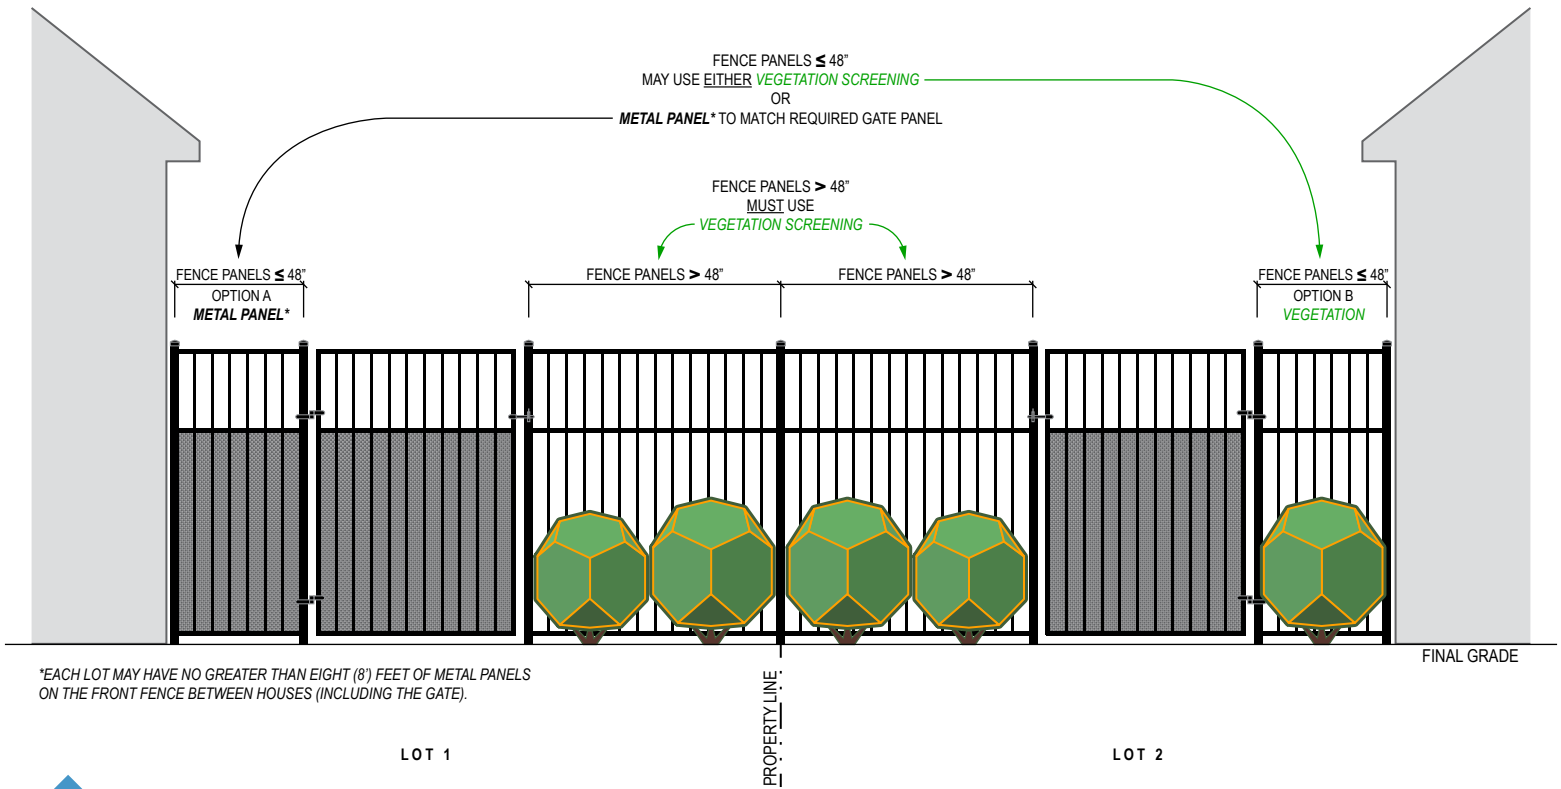 FENCE PANELS ≤ 48”
MAY USE EITHER VEGETATION SCREENING
OR
METAL PANEL* TO MATCH REQUIRED GATE PANEL
FENCE PANELS > 48”
MUST USE
VEGETATION SCREENING
FENCE PANELS ≤ 48”
OPTION A
METAL PANEL*
FENCE PANELS > 48”
FENCE PANELS > 48”
FENCE PANELS ≤ 48”
OPTION B
VEGETATION
FINAL GRADE
*EACH LOT MAY HAVE NO GREATER THAN EIGHT (8’) FEET OF METAL PANELS
ON THE FRONT FENCE BETWEEN HOUSES (INCLUDING THE GATE).
PROPERTY LINE
LOT 1
LOT 2